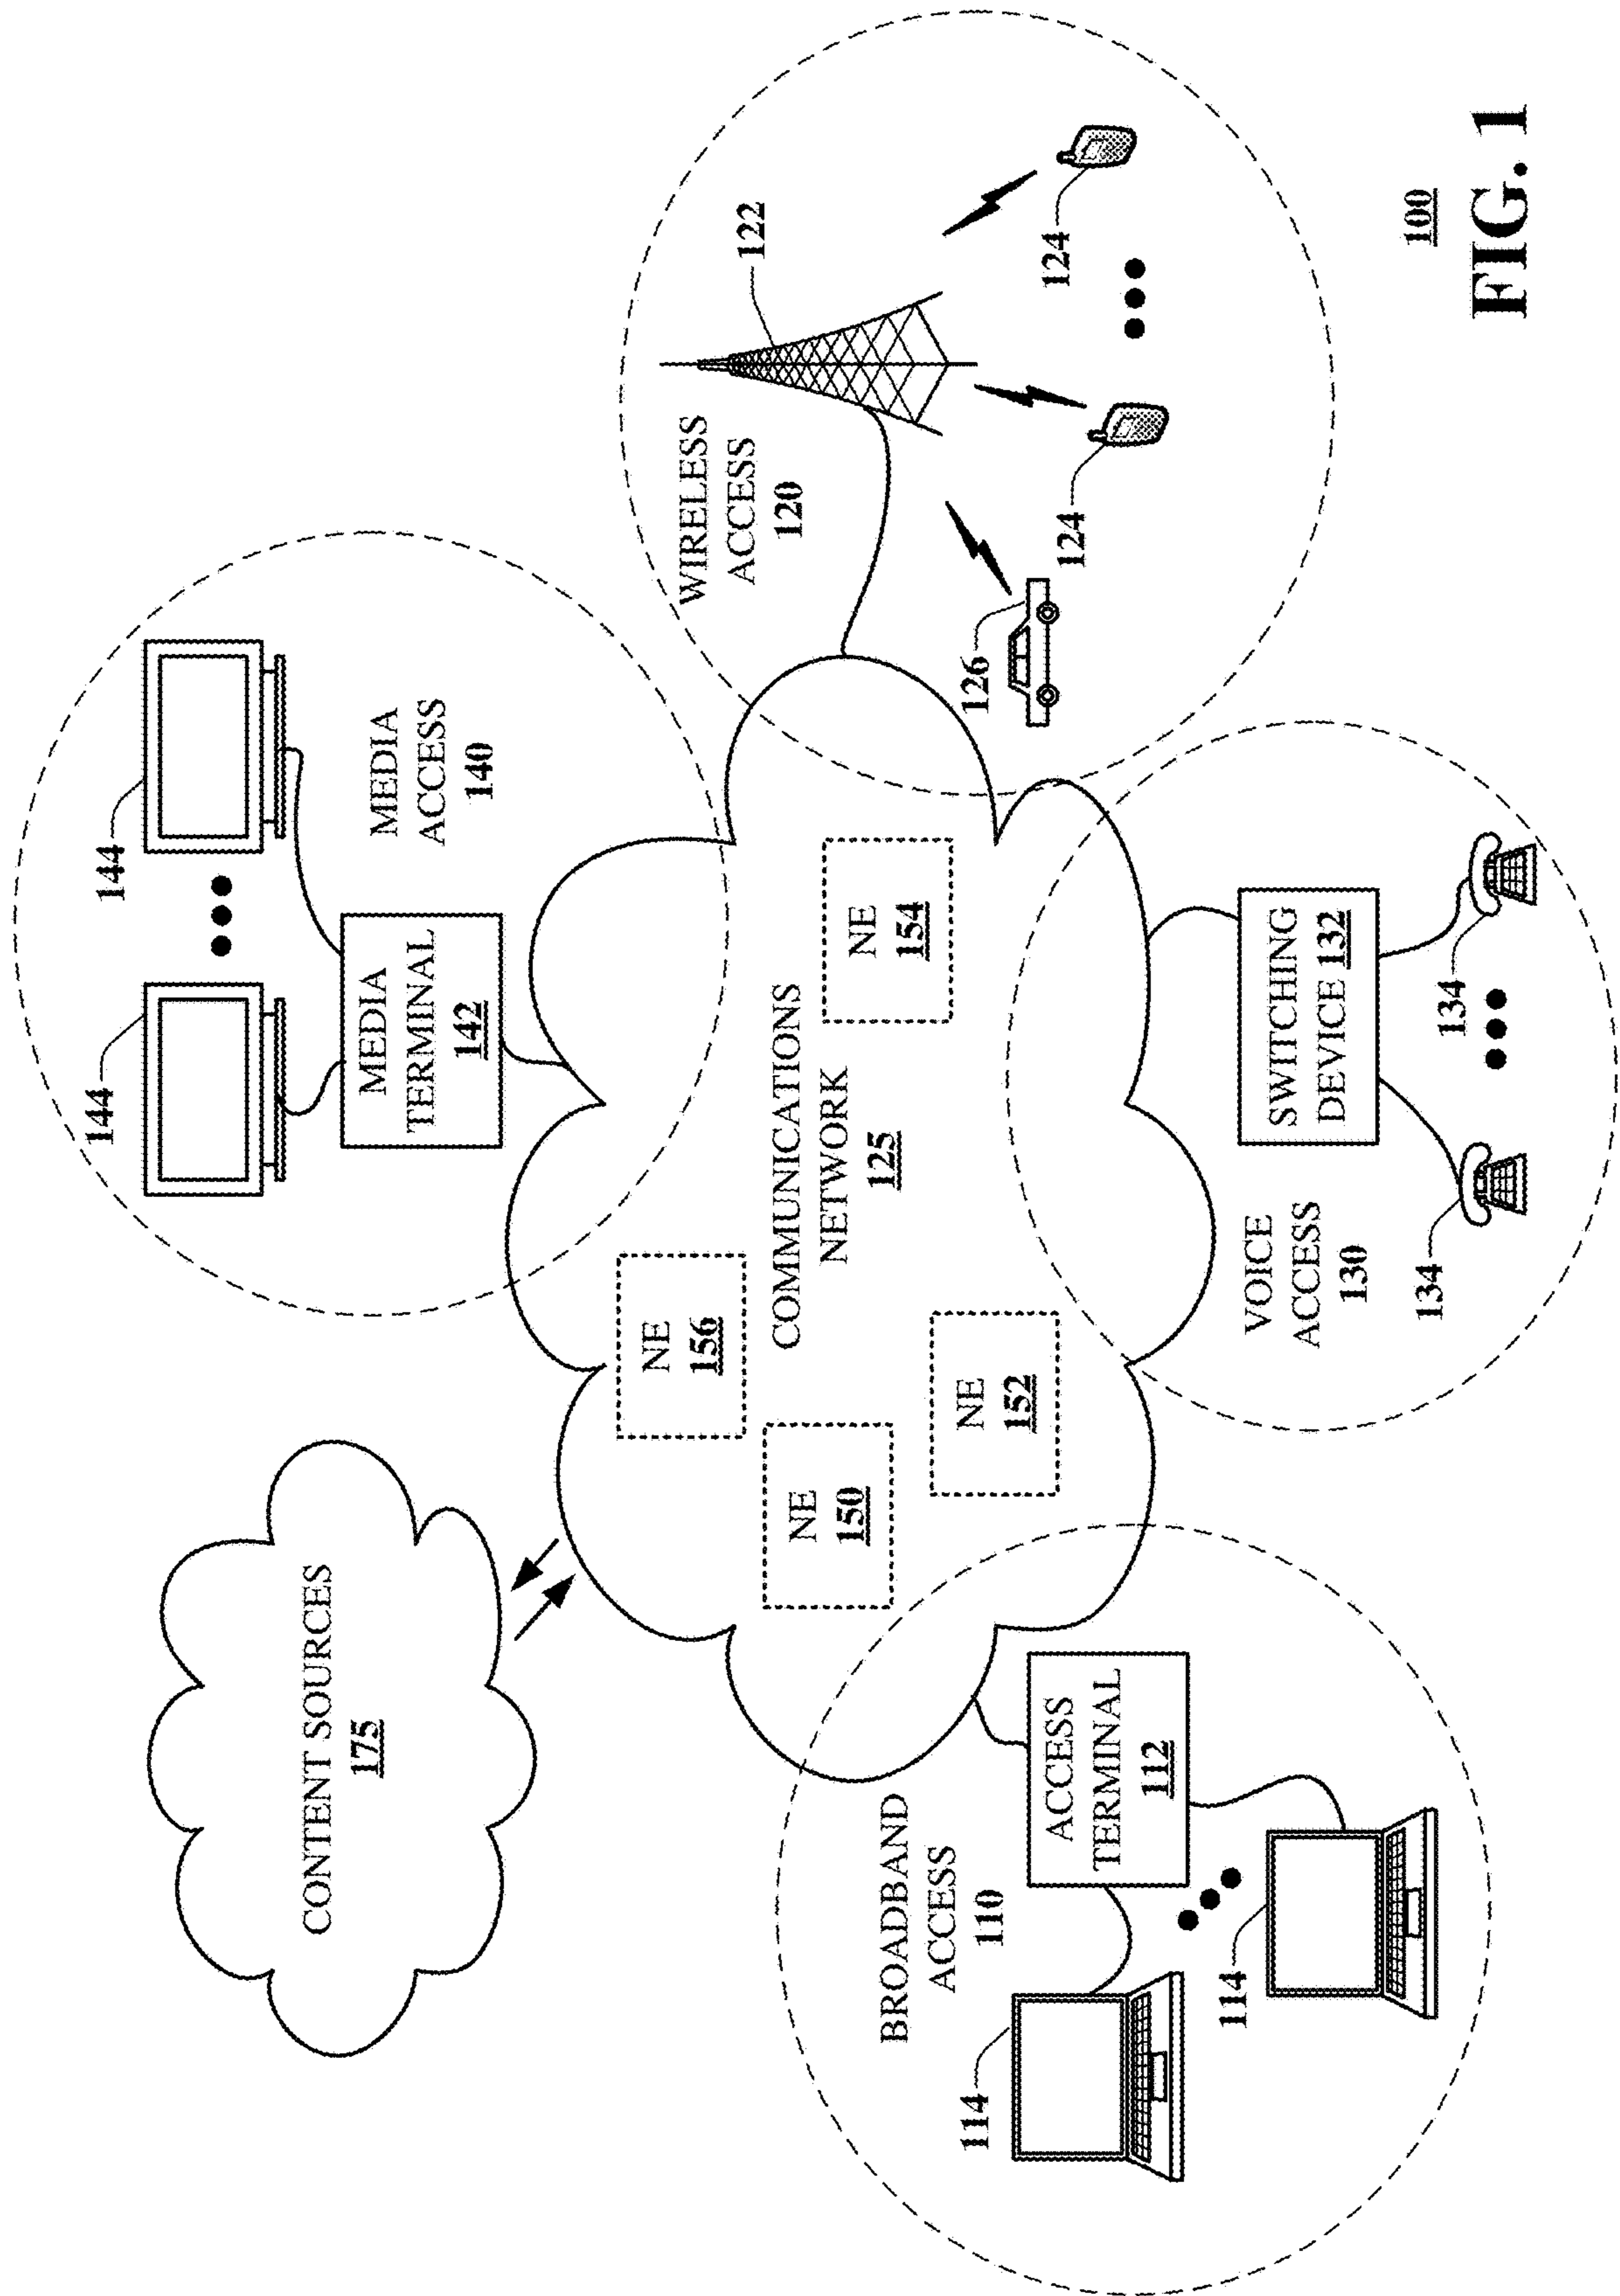 144
144
CONTENT SOURCES
175
MEDIA
TERMINAL
142
MEDIA
ACCESS
140
WIRELESS
ACCESS
120
122
NE
156
COMMUNICATIONS
NETWORK
125
NE
150
NE
154
NE
152
BROADBAND
ACCESS
110
ACCESS
TERMINAL
112
126
124
124
114
114
VOICE
ACCESS
130
SWITCHING
DEVICE 132
134
134
100
FIG. 1